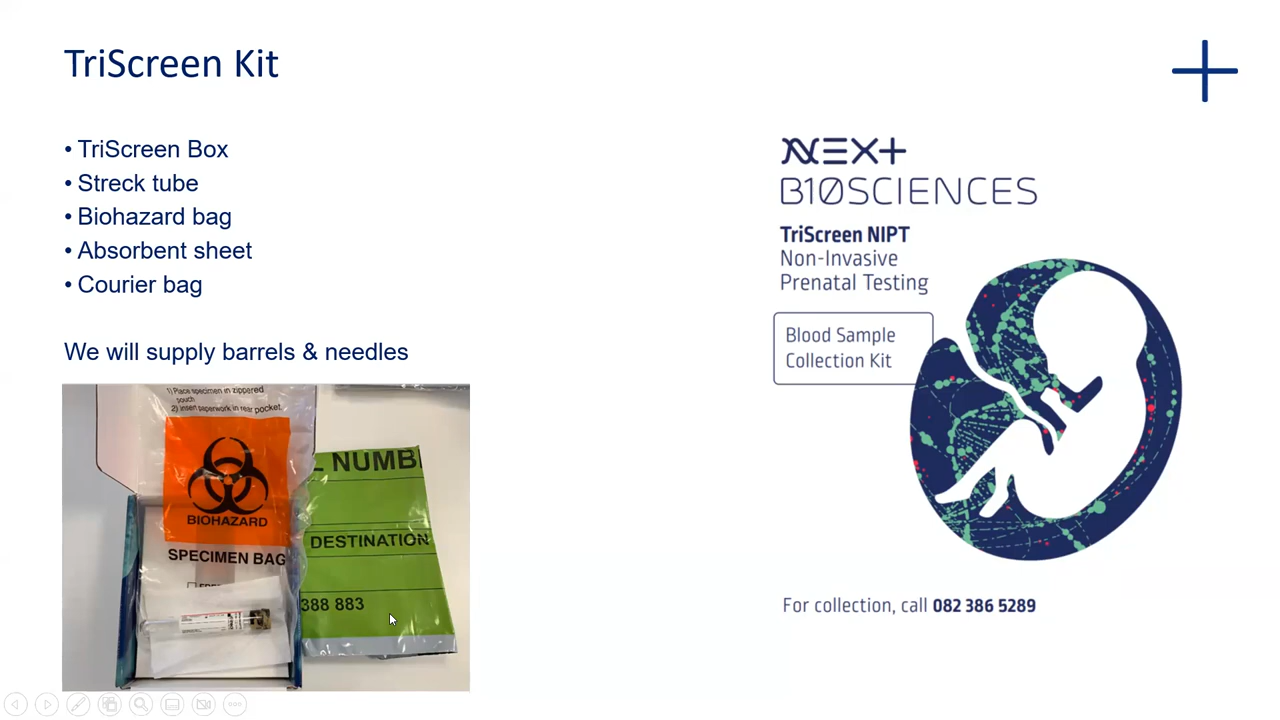 TriScreen Kit
• TriScreen Box
• Streck tube
• Biohazard bag
• Absorbent sheet
• Courier bag
We will supply barrels & needles
1) Place specimen in zippered
pouch
2) Insert paperwork in rear pocket
BIOHAZARD
SPECIMEN BAG
L NUMB
DESTINATION
388 883
NEXT
B10SCIENCES
TriScreen NIPT
Non-Invasive
Prenatal Testing
Blood Sample
Collection Kit
For collection, call 082 386 5289